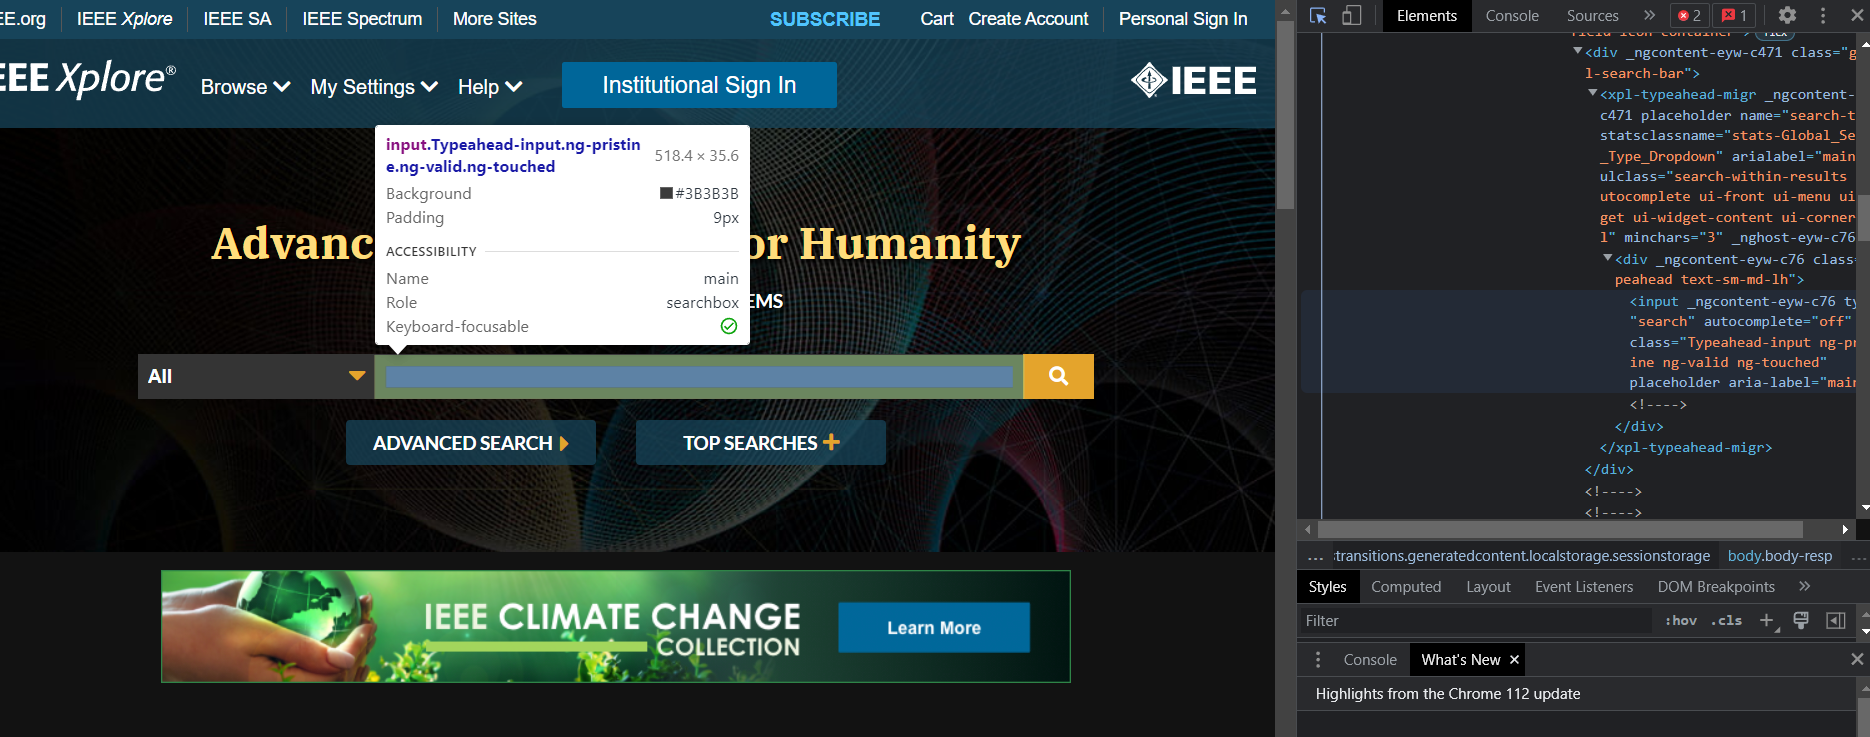 EE.org IEEE Xplore IEEE SA IEEE Spectrum More Sites SUBSCRIBE Cart Create Account Personal Sign In
IEEE Xplore® Browse My Settings Help Institutional Sign In IEEE
input.Typeahead-input.ng-pristin
e.ng-valid.ng-touched
518.4 × 35.6
Background #3B3B3B
Padding 9px
ACCESSIBILITY
Name main
Role searchbox
Keyboard-focusable
Advanc or Humanity
EMS
All
ADVANCED SEARCH TOP SEARCHES
IEEE CLIMATE CHANGE
COLLECTION
Learn More
Elements Console Sources » 2 1
field-icon-container"> flex
<div _ngcontent-eyw-c471 class="g
l-search-bar">
<xpl-typeahead-migr _ngcontent-
c471 placeholder name="search-t
statsclassname="stats-Global_Se
_Type_Dropdown" arialabel="main
ulclass="search-within-results
utocomplete ui-front ui-menu ui
get ui-widget-content ui-corner
l" minchars="3" _nghost-eyw-c76
<div _ngcontent-eyw-c76 class=
peahead text-sm-md-lh">
<input _ngcontent-eyw-c76 ty
"search" autocomplete="off"
class="Typeahead-input ng-pr
ine ng-valid ng-touched"
placeholder aria-label="main
<!---->
</div>
</xpl-typeahead-migr>
</div>
<!---->
<!---->
... transitions.generatedcontent.localstorage.sessionstorage body.body-resp ...
Styles Computed Layout Event Listeners DOM Breakpoints »
Filter :hov .cls +
Console What's New ×
Highlights from the Chrome 112 update